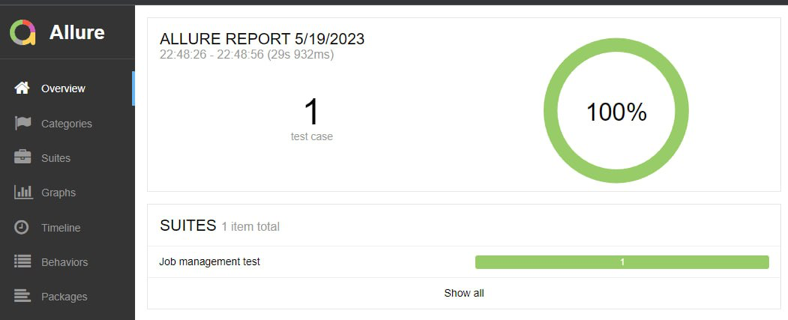 Allure
Overview
Categories
Suites
Graphs
Timeline
Behaviors
Packages
ALLURE REPORT 5/19/2023
22:48:26 - 22:48:56 (29s 932ms)
1
test case
100%
SUITES 1 item total
Job management test 1
Show all